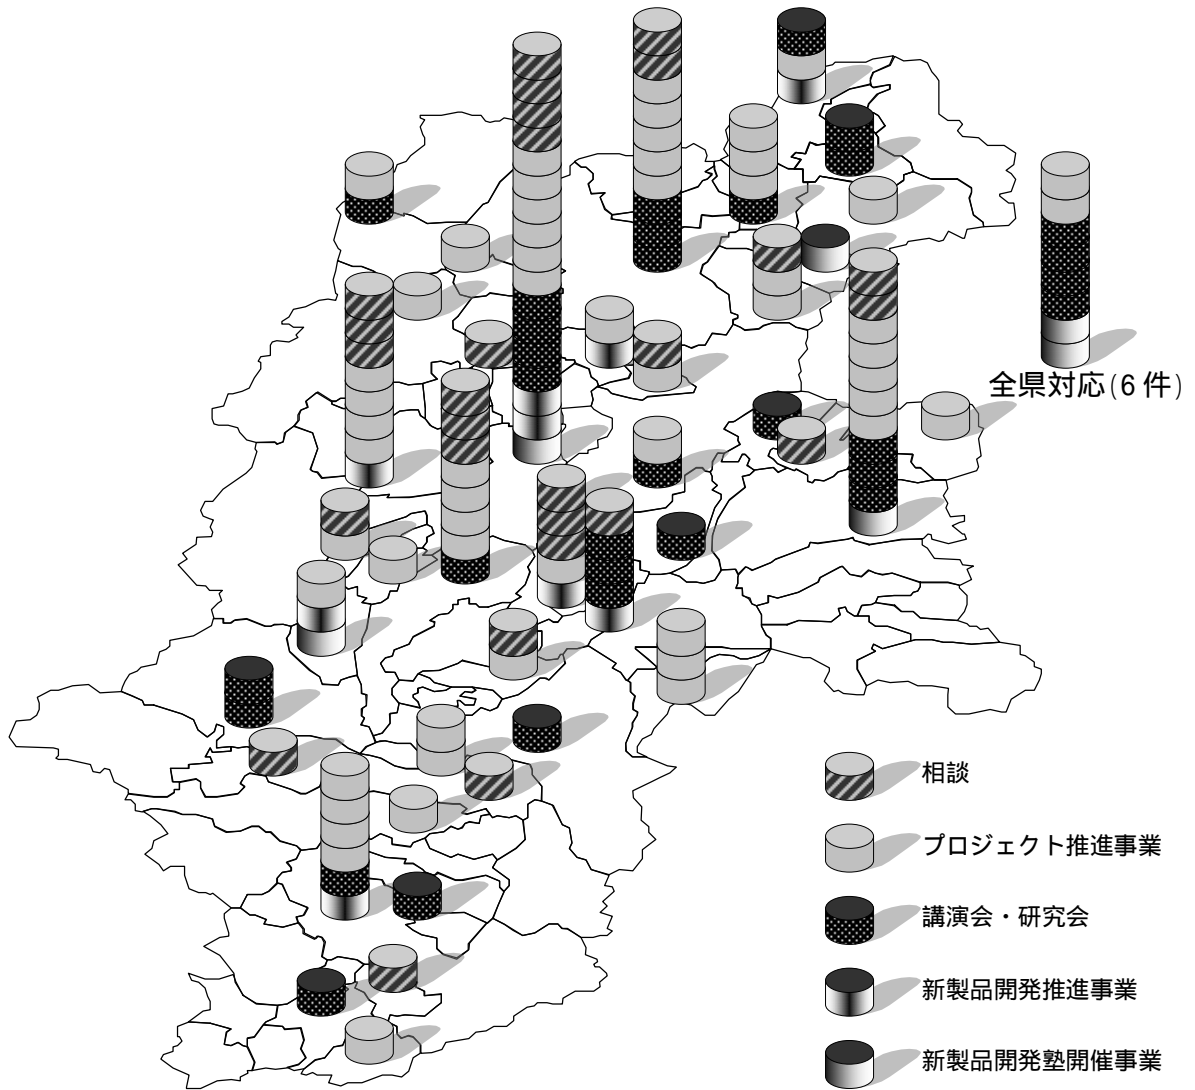 全県対応(6件)
相談
プロジェクト推進事業
講演会・研究会
新製品開発推進事業
新製品開発塾開催事業